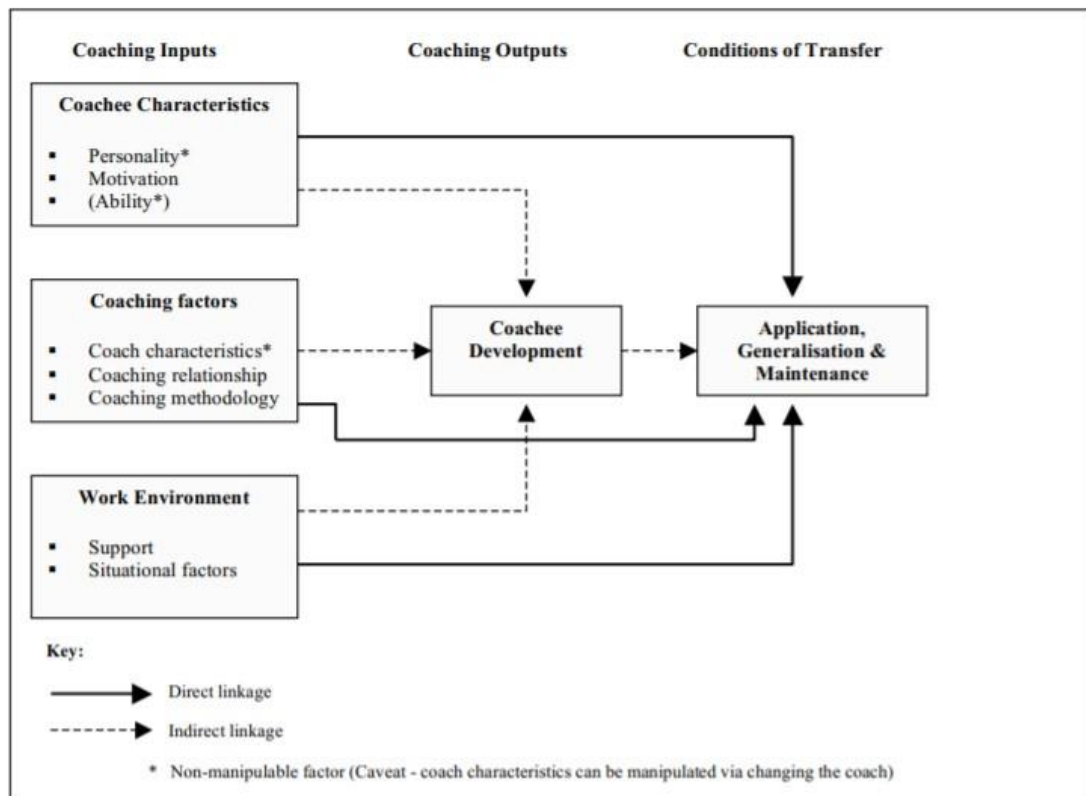 Coaching Inputs
Coaching Outputs
Conditions of Transfer
Coachee Characteristics
▪ Personality*
▪ Motivation
▪ (Ability*)
Coaching factors
▪ Coach characteristics*
▪ Coaching relationship
▪ Coaching methodology
Coachee
Development
Application,
Generalisation &
Maintenance
Work Environment
▪ Support
▪ Situational factors
Key:
Direct linkage
Indirect linkage
* Non-manipulable factor (Caveat - coach characteristics can be manipulated via changing the coach)